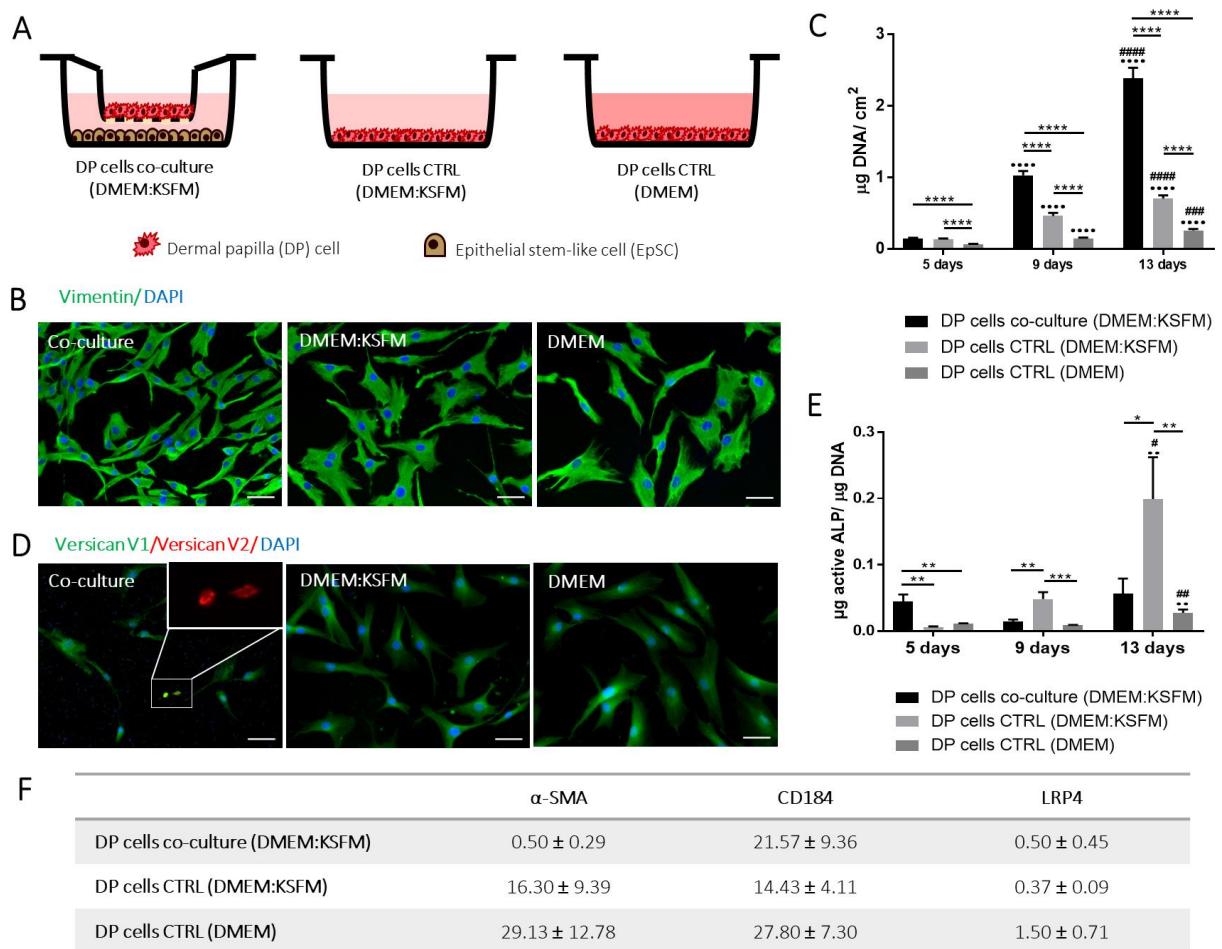 A
DP cells co-culture
(DMEM:KSFM)
DP cells CTRL
(DMEM:KSFM)
DP cells CTRL
(DMEM)
Dermal papilla (DP) cell
Epithelial stem-like cell (EpSC)
B
Vimentin/ DAPI
Co-culture
DMEM:KSFM
DMEM
C
µg DNA/ cm²
3
2
1
0
****
****
****
****
****
****
####
****
****
****
####
###
5 days
9 days
13 days
DP cells co-culture (DMEM:KSFM)
DP cells CTRL (DMEM:KSFM)
DP cells CTRL (DMEM)
D
Versican V1/Versican V2/ DAPI
Co-culture
DMEM:KSFM
DMEM
E
µg active ALP/ µg DNA
0.3
0.2
0.1
0.0
**
**
**
***
*
**
#
##
5 days
9 days
13 days
DP cells co-culture (DMEM:KSFM)
DP cells CTRL (DMEM:KSFM)
DP cells CTRL (DMEM)
F
α-SMA CD184 LRP4
DP cells co-culture (DMEM:KSFM) 0.50 ± 0.29 21.57 ± 9.36 0.50 ± 0.45
DP cells CTRL (DMEM:KSFM) 16.30 ± 9.39 14.43 ± 4.11 0.37 ± 0.09
DP cells CTRL (DMEM) 29.13 ± 12.78 27.80 ± 7.30 1.50 ± 0.71